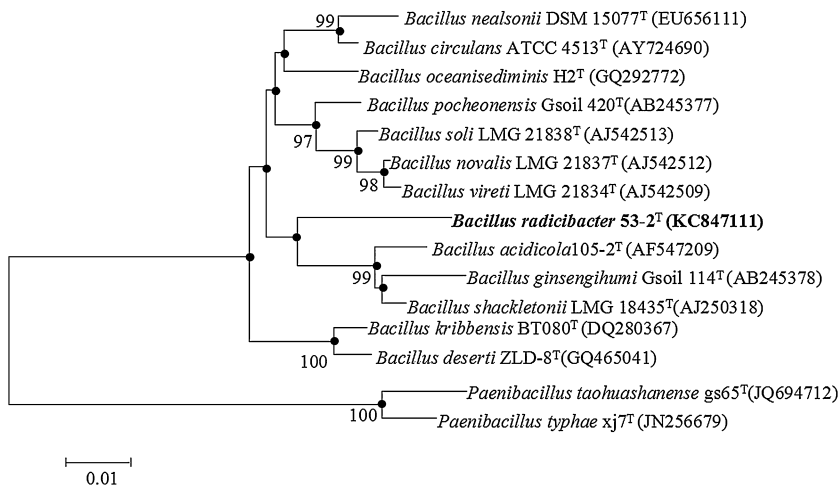 99
Bacillus nealsonii DSM 15077ᵀ (EU656111)
Bacillus circulans ATCC 4513ᵀ (AY724690)
Bacillus oceanisediminis H2ᵀ (GQ292772)
Bacillus pocheonensis Gsoil 420ᵀ(AB245377)
97
Bacillus soli LMG 21838ᵀ (AJ542513)
99
Bacillus novalis LMG 21837ᵀ (AJ542512)
98
Bacillus vireti LMG 21834ᵀ (AJ542509)
Bacillus radicibacter 53-2ᵀ (KC847111)
Bacillus acidicola105-2ᵀ (AF547209)
99
Bacillus ginsengihumi Gsoil 114ᵀ (AB245378)
Bacillus shackletonii LMG 18435ᵀ(AJ250318)
Bacillus kribbensis BT080ᵀ (DQ280367)
100
Bacillus deserti ZLD-8ᵀ(GQ465041)
Paenibacillus taohuashanense gs65ᵀ(JQ694712)
100
Paenibacillus typhae xj7ᵀ (JN256679)
0.01